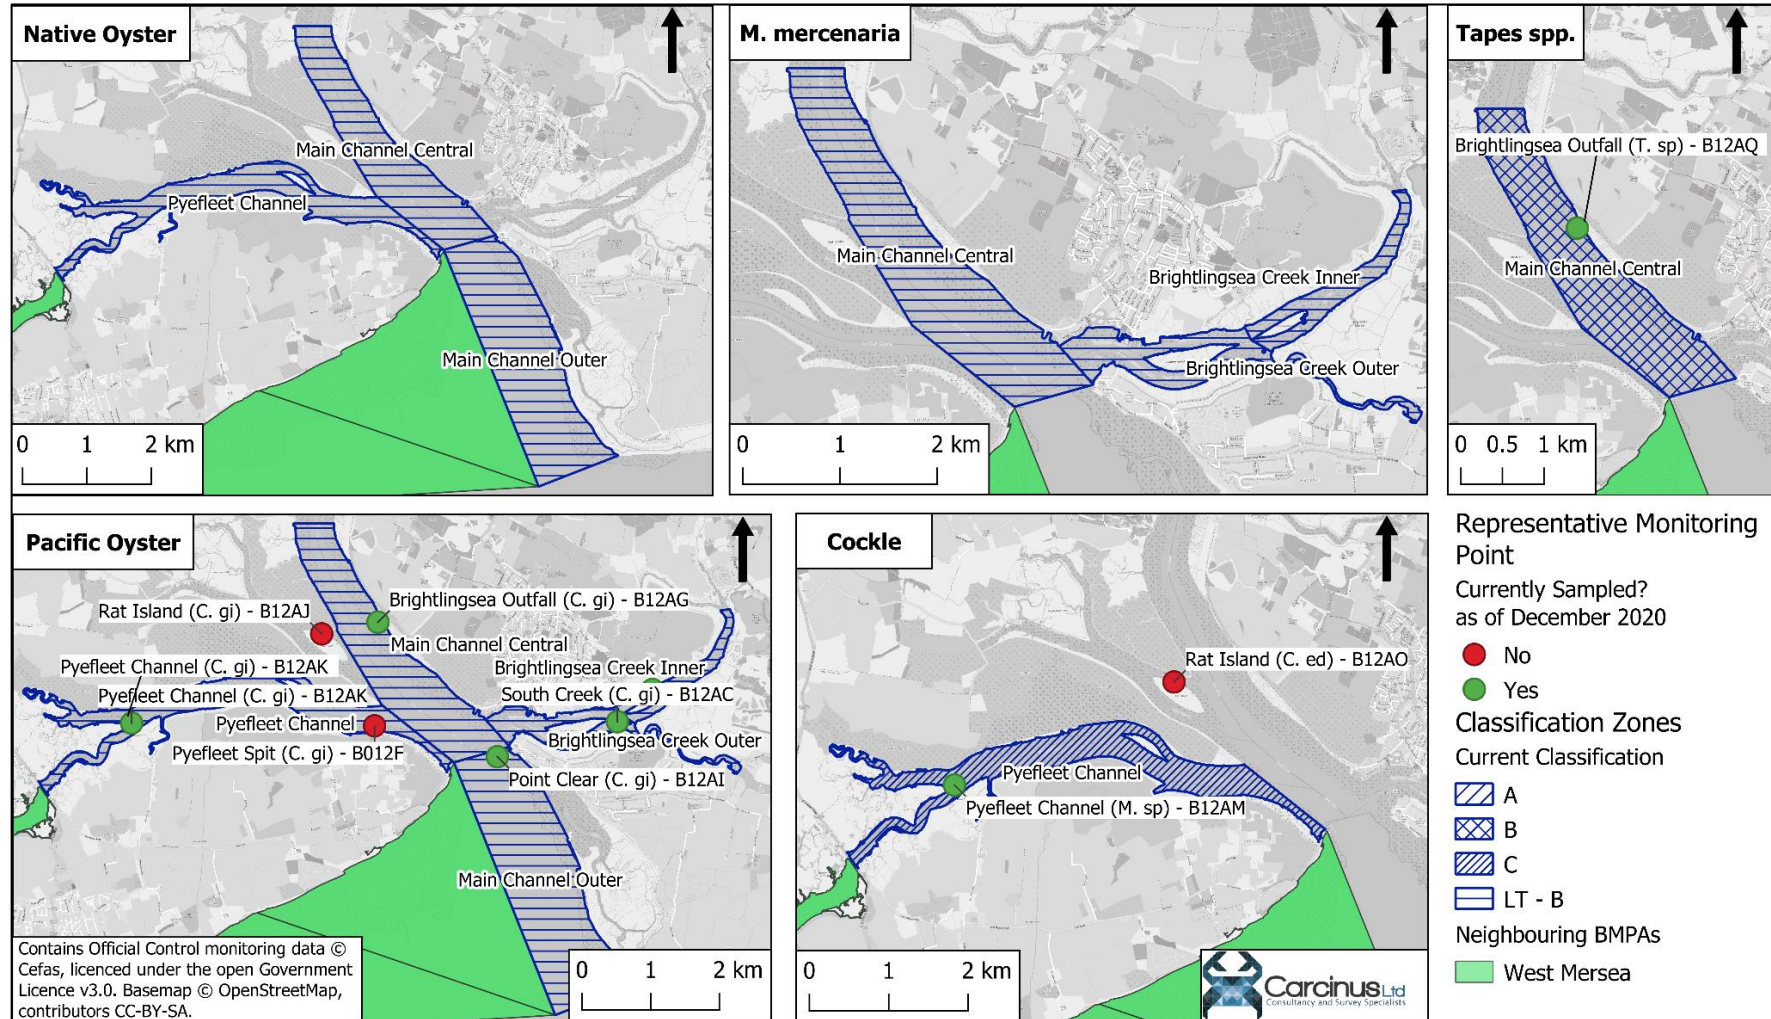 Native Oyster
Main Channel Central
Pyefleet Channel
Main Channel Outer
0 1 2 km
M. mercenaria
Main Channel Central
Brightlingsea Creek Inner
Brightlingsea Creek Outer
0 1 2 km
Tapes spp.
Brightlingsea Outfall (T. sp) - B12AQ
Main Channel Central
0 0.5 1 km
Pacific Oyster
Rat Island (C. gi) - B12AJ
Brightlingsea Outfall (C. gi) - B12AG
Main Channel Central
Pyefleet Channel (C. gi) - B12AK
Brightlingsea Creek Inner
Pyefleet Channel (C. gi) - B12AK
South Creek (C. gi) - B12AC
Pyefleet Channel
Brightlingsea Creek Outer
Pyefleet Spit (C. gi) - B012F
Point Clear (C. gi) - B12AI
Main Channel Outer
Contains Official Control monitoring data ©
Cefas, licenced under the open Government
Licence v3.0. Basemap © OpenStreetMap,
contributors CC-BY-SA.
0 1 2 km
Cockle
Rat Island (C. ed) - B12AO
Pyefleet Channel
Pyefleet Channel (M. sp) - B12AM
0 1 2 km
Carcinus Ltd
Consultancy and Survey Specialists
Representative Monitoring
Point
Currently Sampled?
as of December 2020
No
Yes
Classification Zones
Current Classification
A
B
C
LT - B
Neighbouring BMPAs
West Mersea